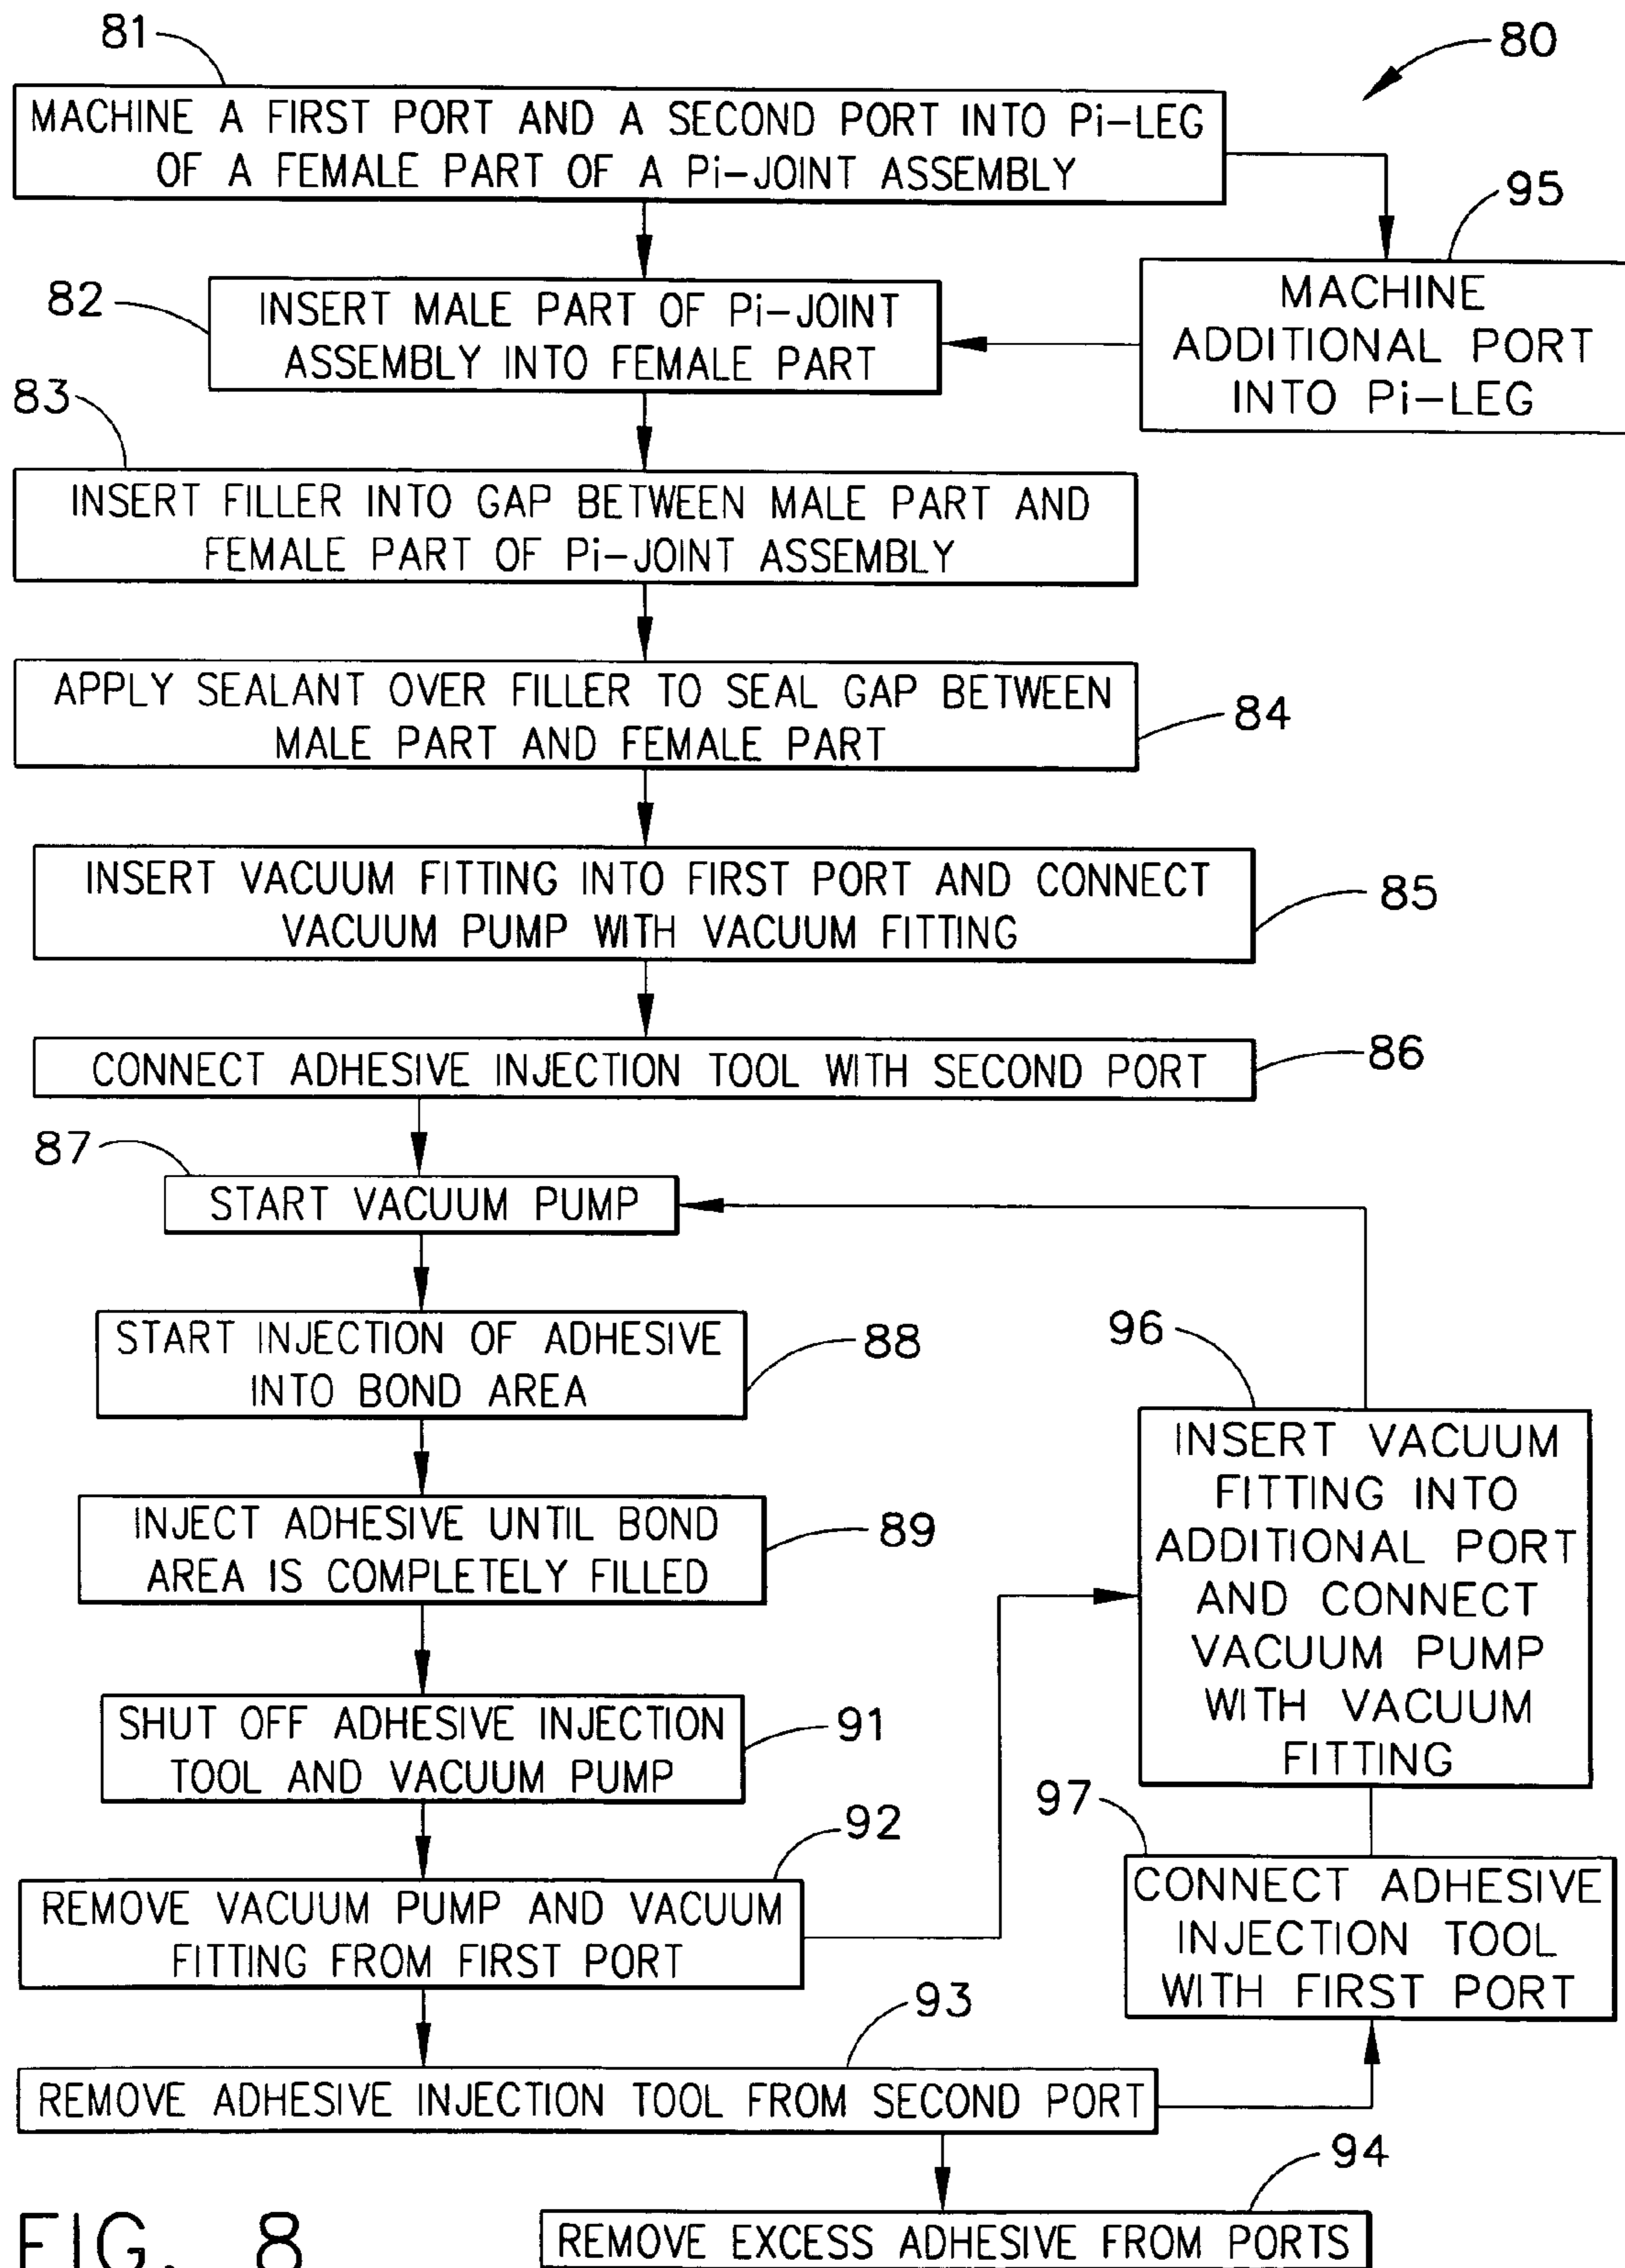 81
80
MACHINE A FIRST PORT AND A SECOND PORT INTO Pi-LEG
OF A FEMALE PART OF A Pi-JOINT ASSEMBLY
95
MACHINE
ADDITIONAL PORT
INTO Pi-LEG
82
INSERT MALE PART OF Pi-JOINT
ASSEMBLY INTO FEMALE PART
83
INSERT FILLER INTO GAP BETWEEN MALE PART AND
FEMALE PART OF Pi-JOINT ASSEMBLY
APPLY SEALANT OVER FILLER TO SEAL GAP BETWEEN
MALE PART AND FEMALE PART
84
INSERT VACUUM FITTING INTO FIRST PORT AND CONNECT
VACUUM PUMP WITH VACUUM FITTING
85
CONNECT ADHESIVE INJECTION TOOL WITH SECOND PORT
86
87
START VACUUM PUMP
START INJECTION OF ADHESIVE
INTO BOND AREA
88
INJECT ADHESIVE UNTIL BOND
AREA IS COMPLETELY FILLED
89
SHUT OFF ADHESIVE INJECTION
TOOL AND VACUUM PUMP
91
92
REMOVE VACUUM PUMP AND VACUUM
FITTING FROM FIRST PORT
96
INSERT VACUUM
FITTING INTO
ADDITIONAL PORT
AND CONNECT
VACUUM PUMP
WITH VACUUM
FITTING
97
CONNECT ADHESIVE
INJECTION TOOL
WITH FIRST PORT
93
REMOVE ADHESIVE INJECTION TOOL FROM SECOND PORT
94
REMOVE EXCESS ADHESIVE FROM PORTS
FIG. 8